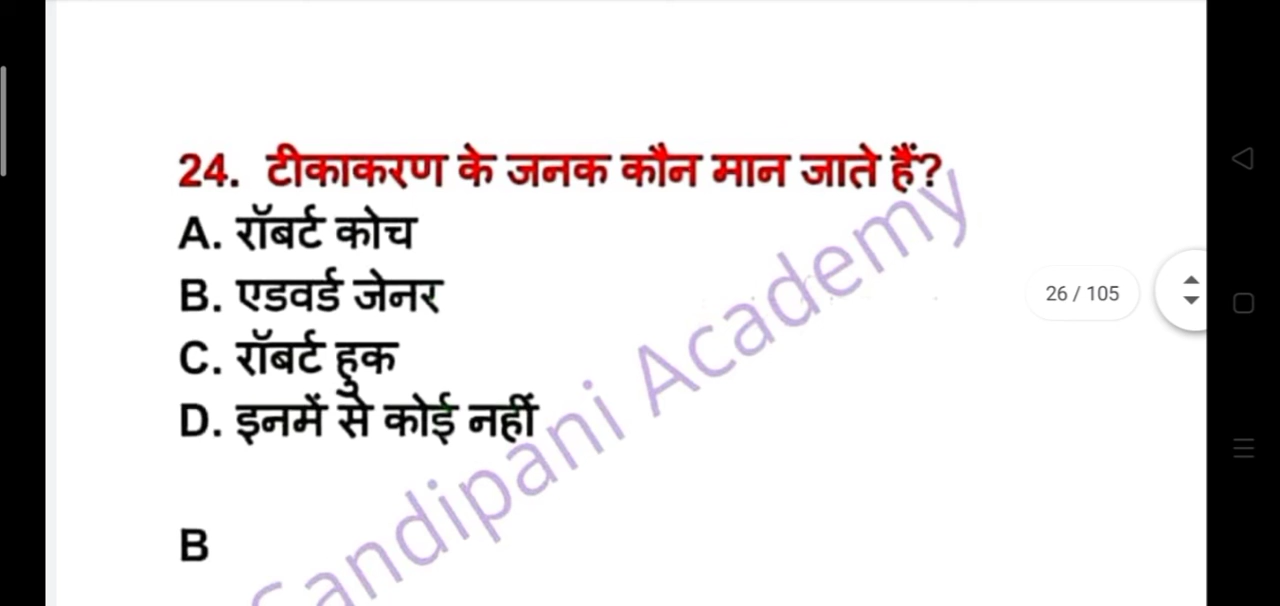 24. टीकाकरण के जनक कौन मान जाते हैं?
A. रॉबर्ट कोच
B. एडवर्ड जेनर
C. रॉबर्ट हुक
D. इनमें से कोई नहीं
26 / 105
B
Sandipani Academy